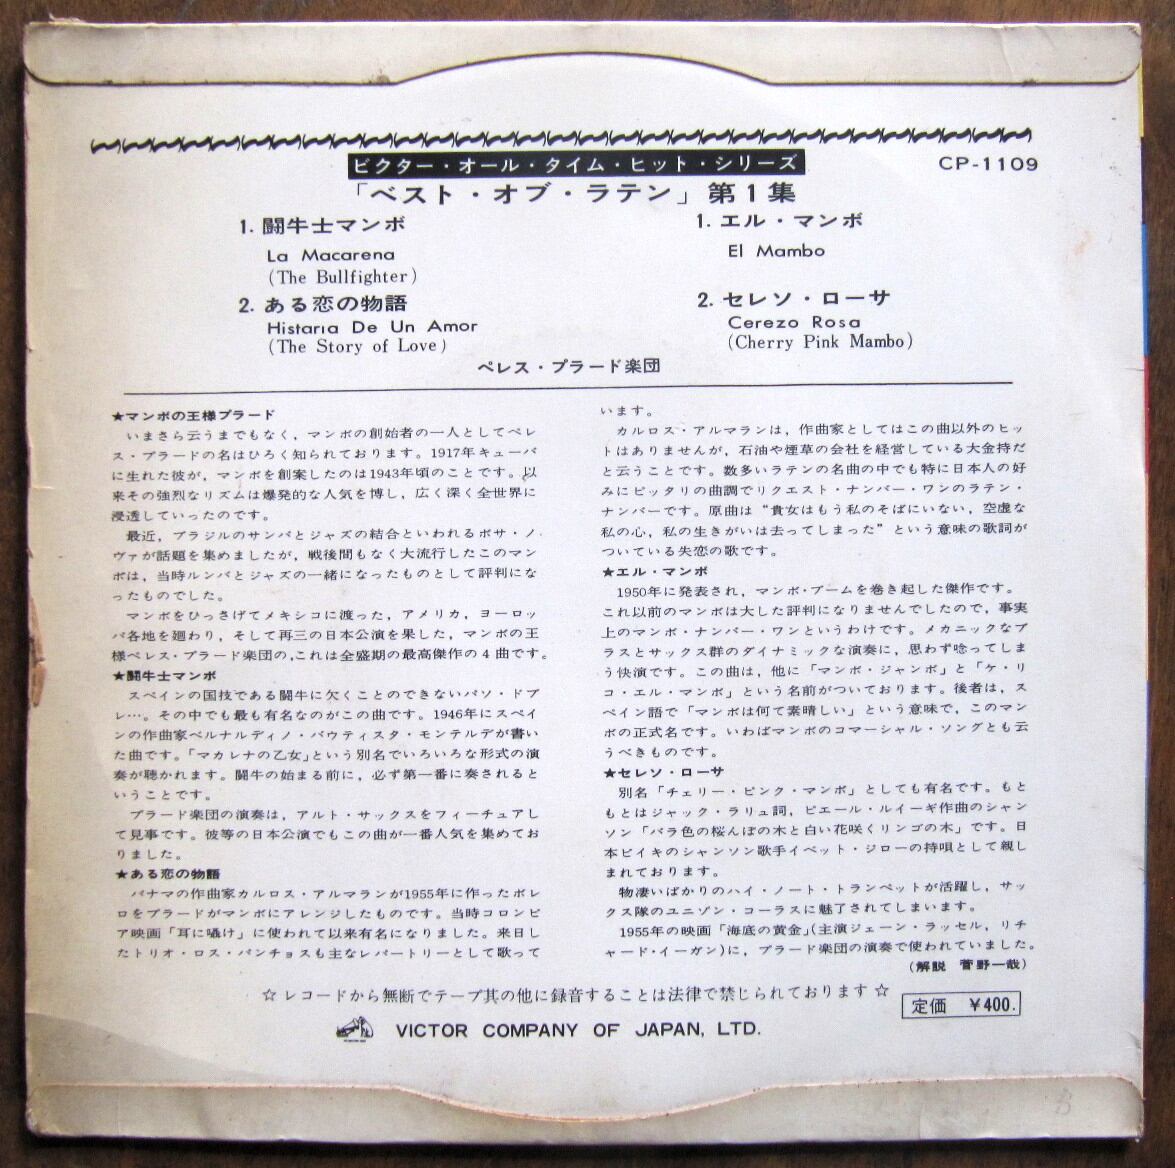 ビクター・オール・タイム・ヒット・シリーズ
CP-1109
「ベスト・オブ・ラテン」第1集
1. 闘牛士マンボ
La Macarena
(The Bullfighter)
2. ある恋の物語
Histaria De Un Amor
(The Story of Love)
1. エル・マンボ
El Mambo
2. セレソ・ローサ
Cerezo Rosa
(Cherry Pink Mambo)
ペレス・プラード楽団
★マンボの王様プラード
いまさら云うまでもなく，マンボの創始者の一人としてペレ
ス・プラードの名はひろく知られております。1917年キューバ
に生れた彼が，マンボを創案したのは1943年頃のことです。以
来その強烈なリズムは爆発的な人気を博し，広く深く全世界に
浸透していったのです。
最近，ブラジルのサンバとジャズの結合といわれるボサ・ノ
ヴァが話題を集めましたが，戦後間もなく大流行したこのマン
ボは，当時ルンバとジャズの一緒になったものとして評判にな
ったものでした。
マンボをひっさげてメキシコに渡った，アメリカ，ヨーロッ
パ各地を廻わり，そして再三の日本公演を果した，マンボの王
様ペレス・プラード楽団の，これは全盛期の最高傑作の4曲です。
★闘牛士マンボ
スペインの国技である闘牛に欠くことのできないパソ・ドブ
レ…。その中でも最も有名なのがこの曲です。1946年にスペイ
ンの作曲家ベルナルディノ・バウティスタ・モンテルデが書い
た曲です。「マカレナの乙女」という別名でいろいろな形式の演
奏が聴かれます。闘牛の始まる前に，必ず第一番に奏されると
いうことです。
プラード楽団の演奏は，アルト・サックスをフィーチュアし
て見事です。彼等の日本公演でもこの曲が一番人気を集めてお
りました。
★ある恋の物語
パナマの作曲家カルロス・アルマランが1955年に作ったボレ
ロをプラードがマンボにアレンジしたものです。当時コロンビ
ア映画「耳に囁け」に使われて以来有名になりました。来日し
たトリオ・ロス・パンチョスも主なレパートリーとして歌って
います。
カルロス・アルマランは，作曲家としてはこの曲以外のヒッ
トはありませんが，石油や煙草の会社を経営している大金持だ
と云うことです。数多いラテンの名曲の中でも特に日本人の好
みにピッタリの曲調でリクエスト・ナンバー・ワンのラテン・
ナンバーです。原曲は“貴女はもう私のそばにいない，空虚な
私の心，私の生きがいは去ってしまった”という意味の歌詞が
ついている失恋の歌です。
★エル・マンボ
1950年に発表され，マンボ・ブームを巻き起した傑作です。
これ以前のマンボは大した評判になりませんでしたので，事実
上のマンボ・ナンバー・ワンというわけです。メカニックなブ
ラスとサックス群のダイナミックな演奏に，思わず唸ってしま
う快演です。この曲は，他に「マンボ・ジャンボ」と「ケ・リ
コ・エル・マンボ」という名前がついております。後者は，ス
ペイン語で「マンボは何て素晴しい」という意味で，このマン
ボの正式名です。いわばマンボのコマーシャル・ソングとも云
うべきものです。
★セレソ・ローサ
別名「チェリー・ピンク・マンボ」としても有名です。もと
もとはジャック・ラリュ詞，ピエール・ルイーギ作曲のシャン
ソン「バラ色の桜んぼの木と白い花咲くリンゴの木」です。日
本ビイキのシャンソン歌手イベット・ジローの持唄として親し
まれております。
物凄いばかりのハイ・ノート・トランペットが活躍し，サッ
クス隊のユニゾン・コーラスに魅了されてしまいます。
1955年の映画「海底の黄金」（主演ジェーン・ラッセル，リチ
ャード・イーガン）に，プラード楽団の演奏で使われていました。
（解説 菅野一哉）
☆レコードから無断でテープ其の他に録音することは法律で禁じられております☆
定価 ￥400.
VICTOR COMPANY OF JAPAN, LTD.
B